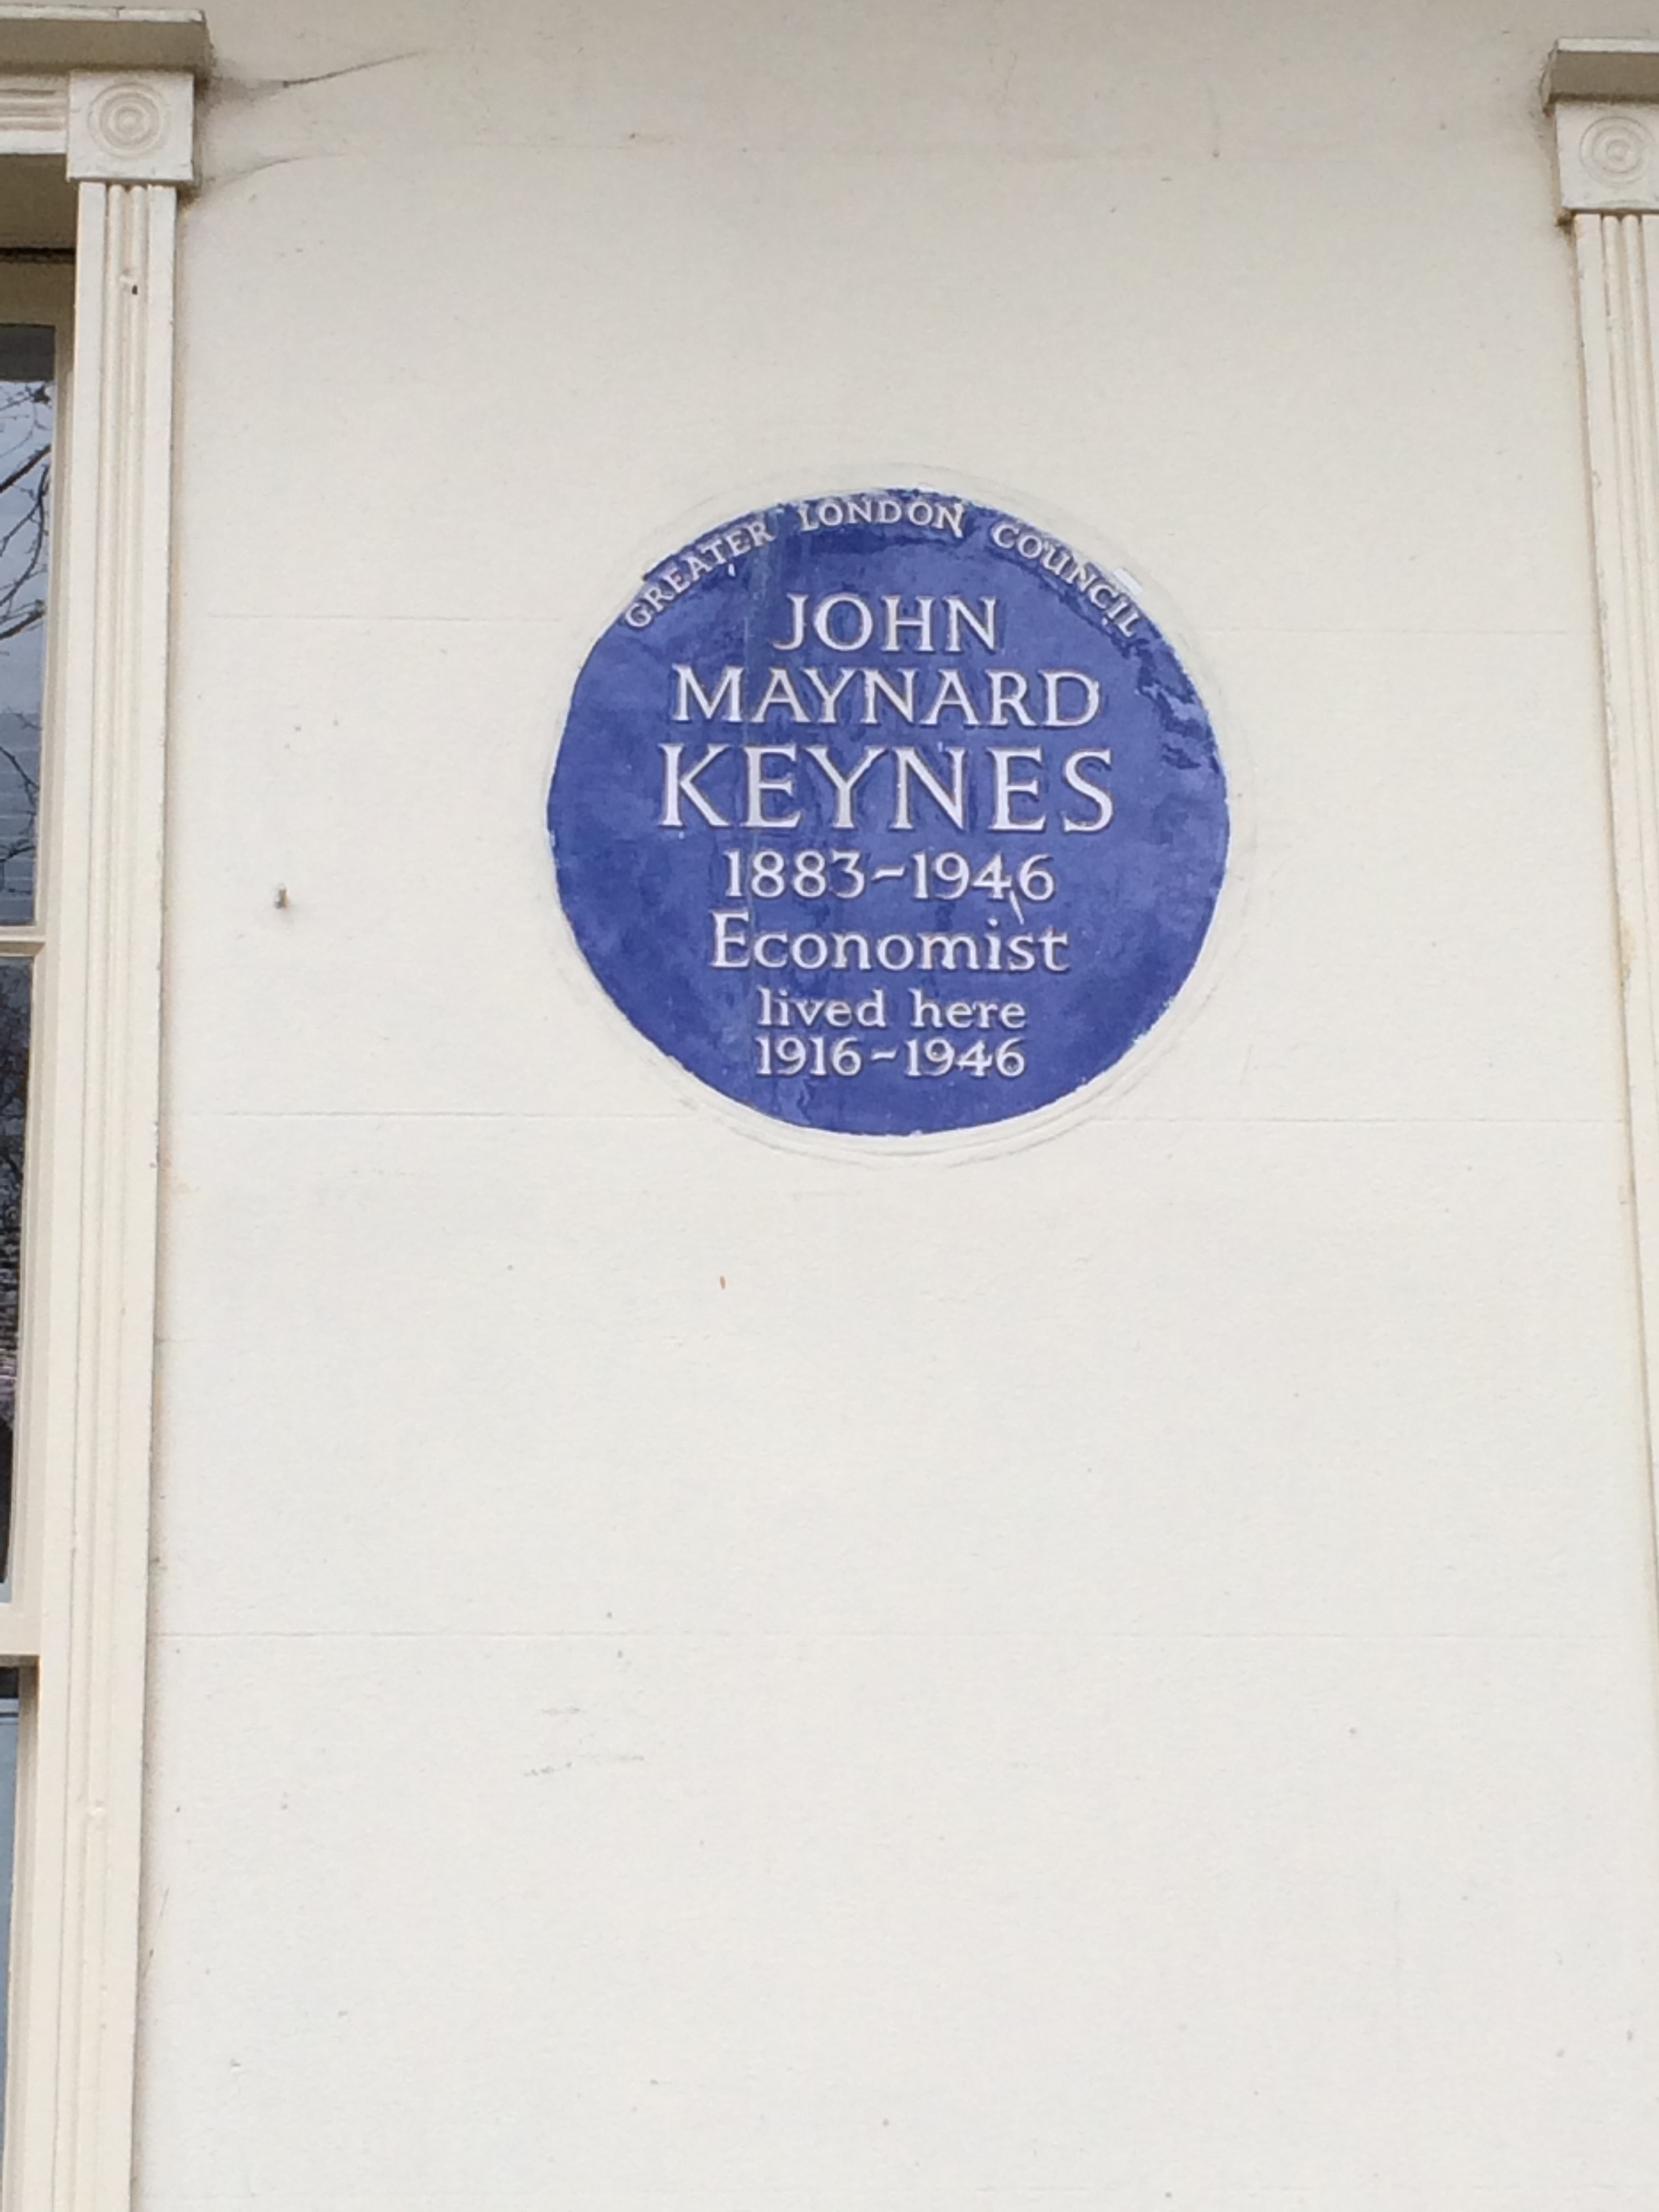 GREATER LONDON COUNCIL
JOHN
MAYNARD
KEYNES
1883-1946
Economist
lived here
1916-1946